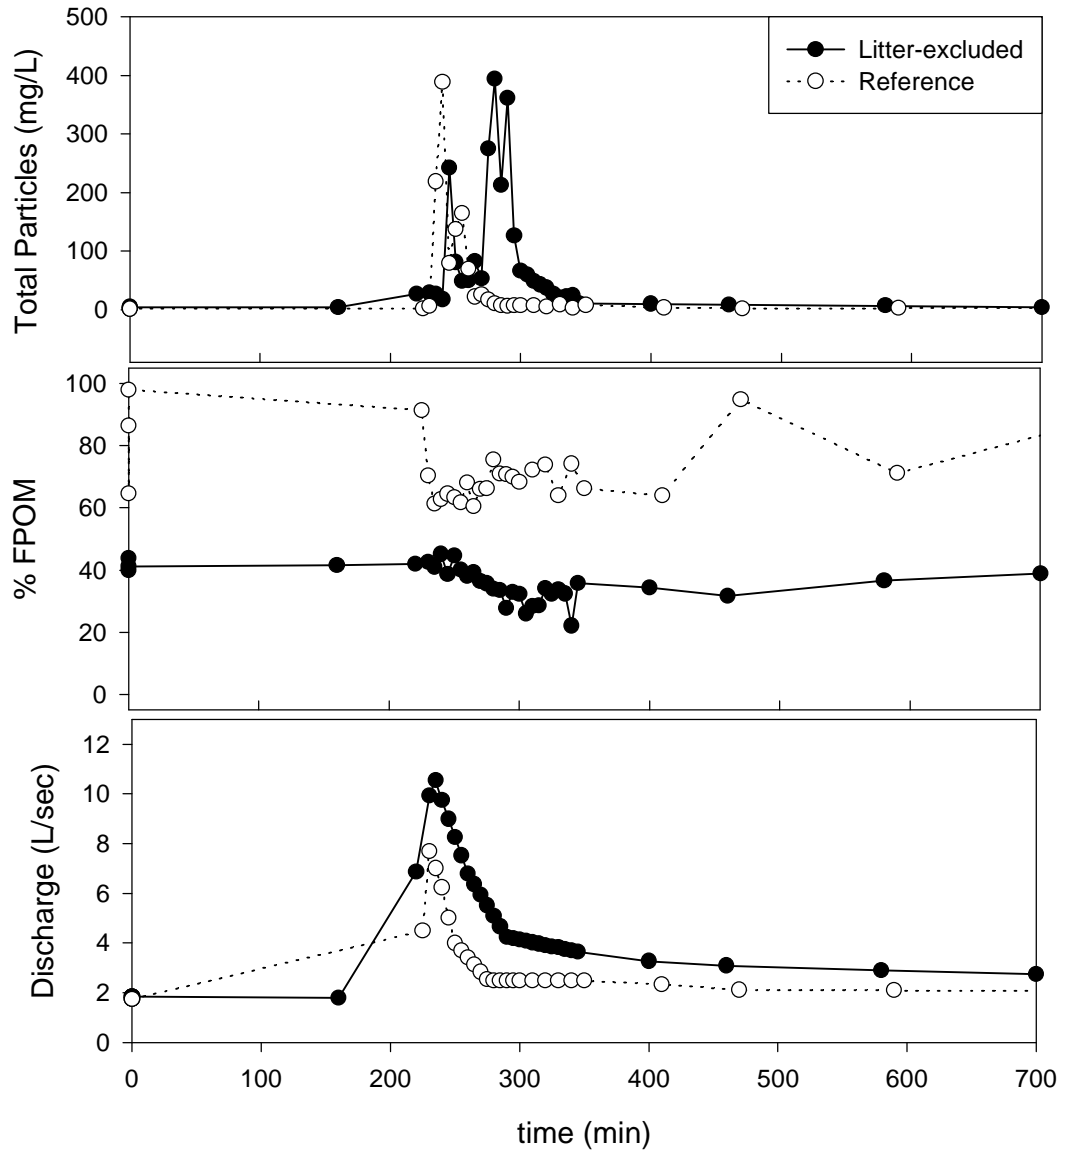 500
400
300
200
100
0
Total Particles (mg/L)
Litter-excluded
Reference
100
80
60
40
20
0
% FPOM
12
10
8
6
4
2
0
Discharge (L/sec)
0 200 300 400 500 600 700
time (min)